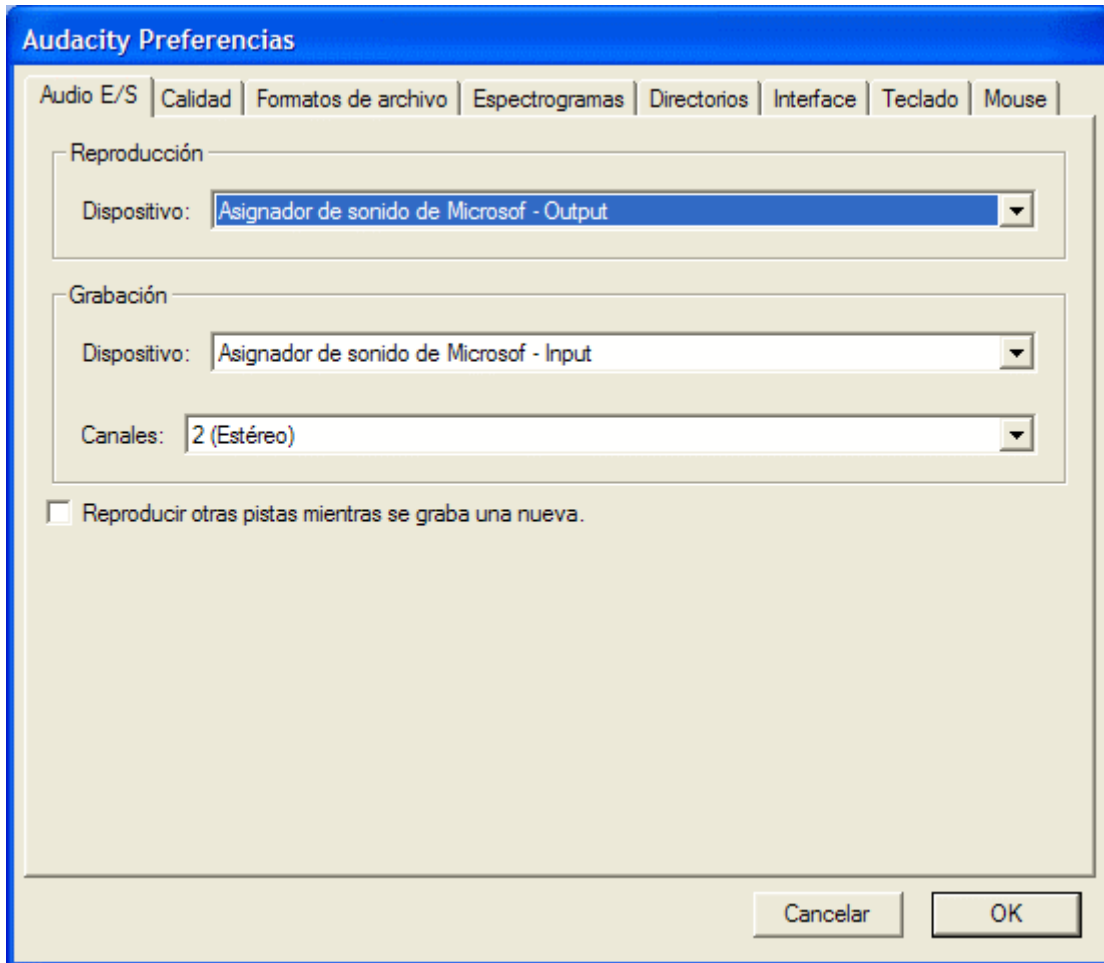 Audacity Preferencias
Audio E/S Calidad Formatos de archivo Espectrogramas Directorios Interface Teclado Mouse
Reproducción
Dispositivo: Asignador de sonido de Microsof - Output
Grabación
Dispositivo: Asignador de sonido de Microsof - Input
Canales: 2 (Estéreo)
Reproducir otras pistas mientras se graba una nueva.
Cancelar OK